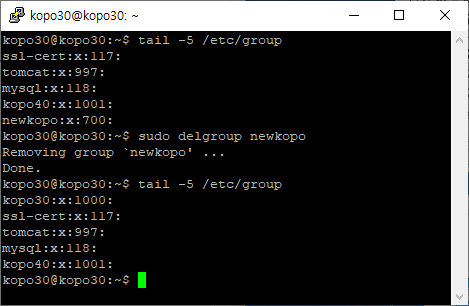 kopo30@kopo30: ~
kopo30@kopo30:~$ tail -5 /etc/group
ssl-cert:x:117:
tomcat:x:997:
mysql:x:118:
kopo40:x:1001:
newkopo:x:700:
kopo30@kopo30:~$ sudo delgroup newkopo
Removing group `newkopo' ...
Done.
kopo30@kopo30:~$ tail -5 /etc/group
kopo30:x:1000:
ssl-cert:x:117:
tomcat:x:997:
mysql:x:118:
kopo40:x:1001:
kopo30@kopo30:~$